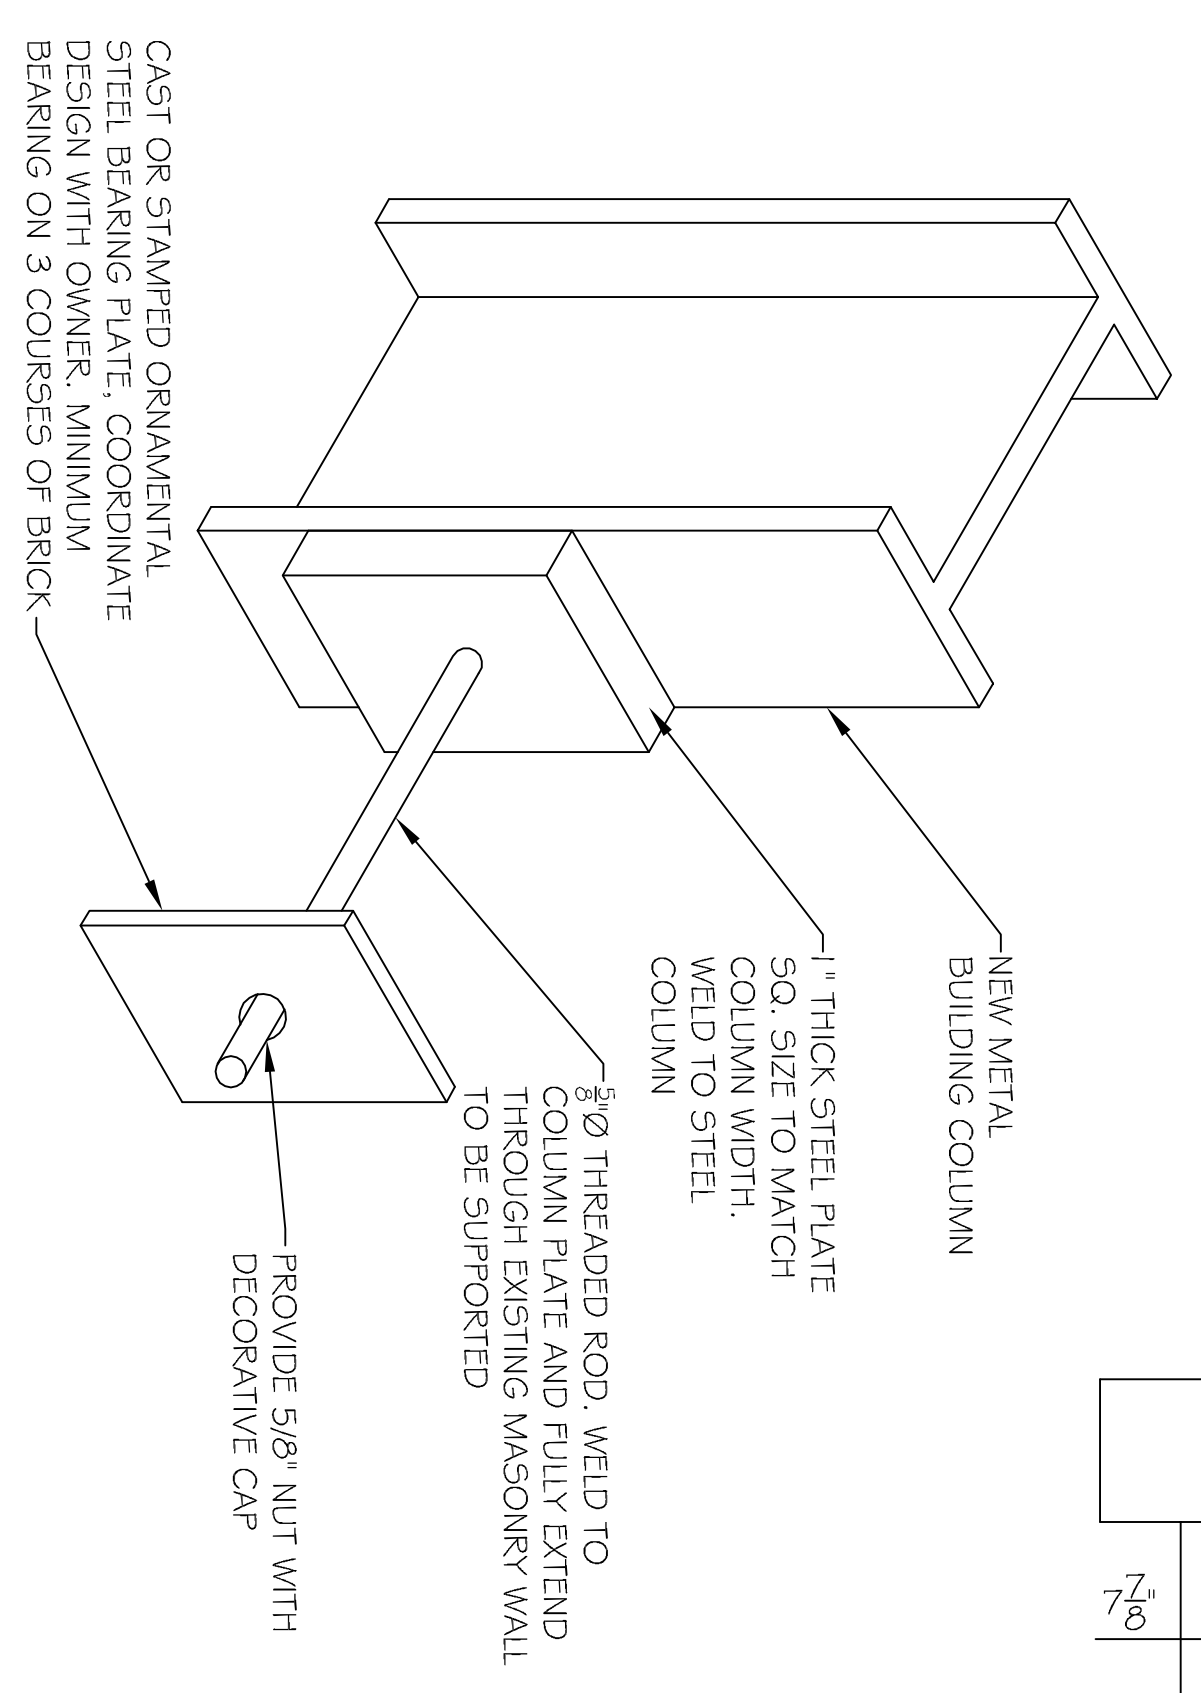 NEW METAL
BUILDING COLUMN
1" THICK STEEL PLATE
SQ. SIZE TO MATCH
COLUMN WIDTH.
WELD TO STEEL
COLUMN
5/8"Ø THREADED ROD. WELD TO
COLUMN PLATE AND FULLY EXTEND
THROUGH EXISTING MASONRY WALL
TO BE SUPPORTED
PROVIDE 5/8" NUT WITH
DECORATIVE CAP
CAST OR STAMPED ORNAMENTAL
STEEL BEARING PLATE, COORDINATE
DESIGN WITH OWNER. MINIMUM
BEARING ON 3 COURSES OF BRICK
7 7/8"